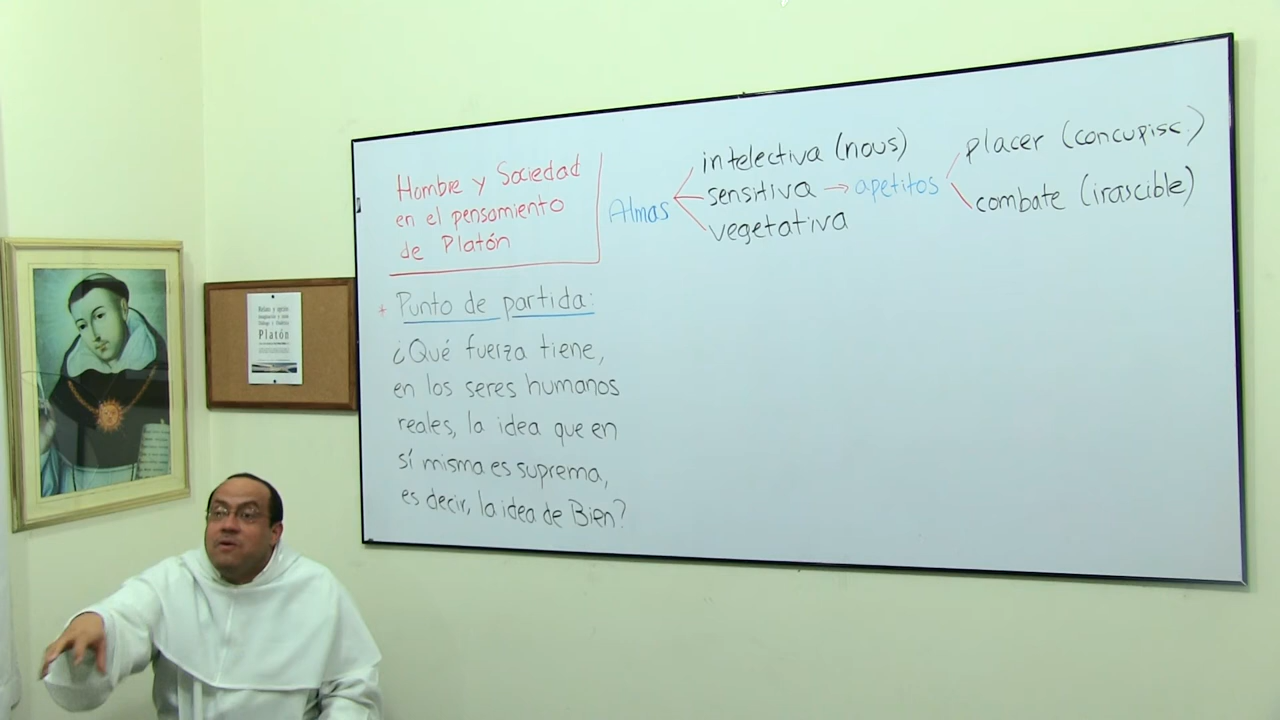 Hombre y Sociedad
en el pensamiento
de Platón
* Punto de partida:
¿Qué fuerza tiene,
en los seres humanos
reales, la idea que en
sí misma es suprema,
es decir, la idea de Bien?
Almas
intelectiva (nous)
sensitiva → apetitos
vegetativa
placer (concupisc.)
combate (irascible)
Platón